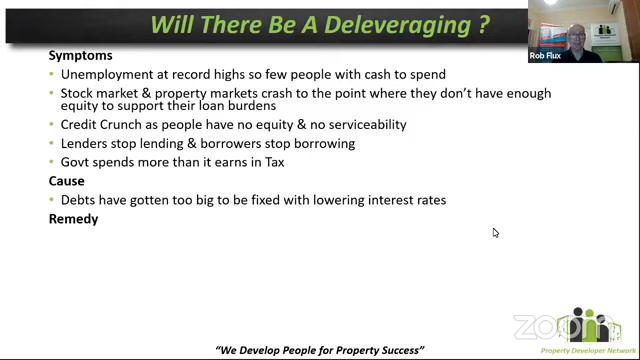 Will There Be A Deleveraging ?
Rob Flux
Symptoms
• Unemployment at record highs so few people with cash to spend
• Stock market & property markets crash to the point where they don't have enough
equity to support their loan burdens
• Credit Crunch as people have no equity & no serviceability
• Lenders stop lending & borrowers stop borrowing
• Govt spends more than it earns in Tax
Cause
• Debts have gotten too big to be fixed with lowering interest rates
Remedy
zoom
Property Developer Network
"We Develop People for Property Success"